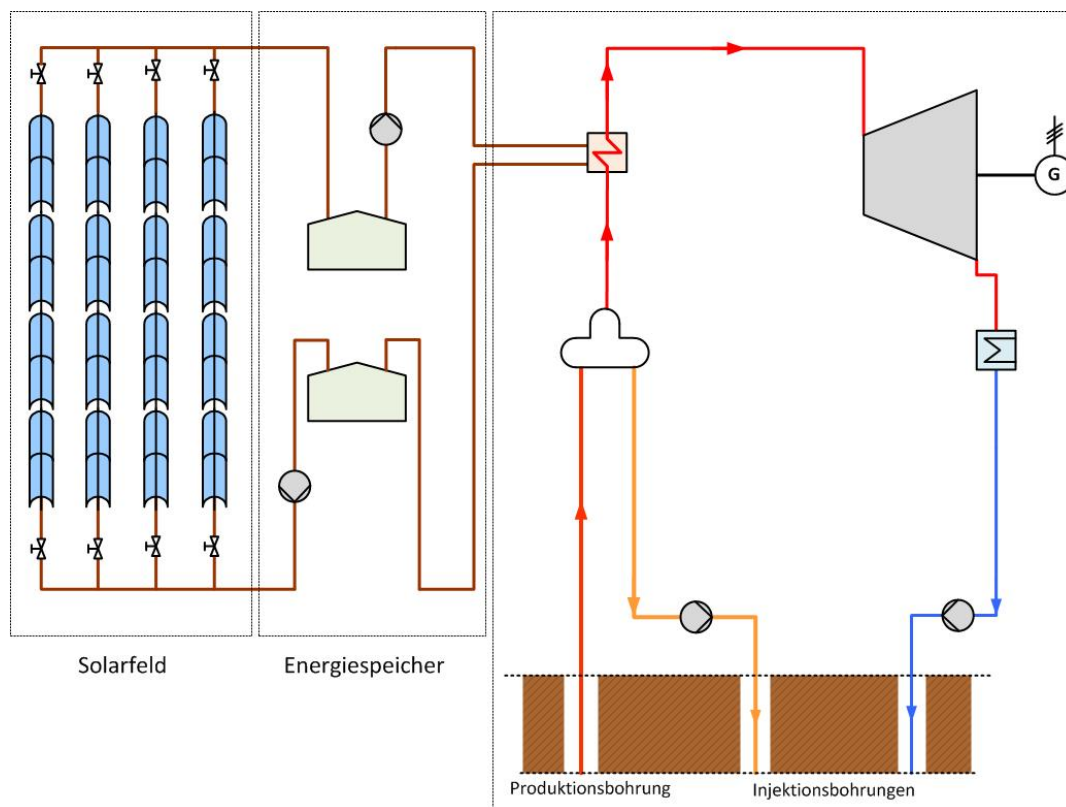 G
Solarfeld
Energiespeicher
Produktionsbohrung
Injektionsbohrungen